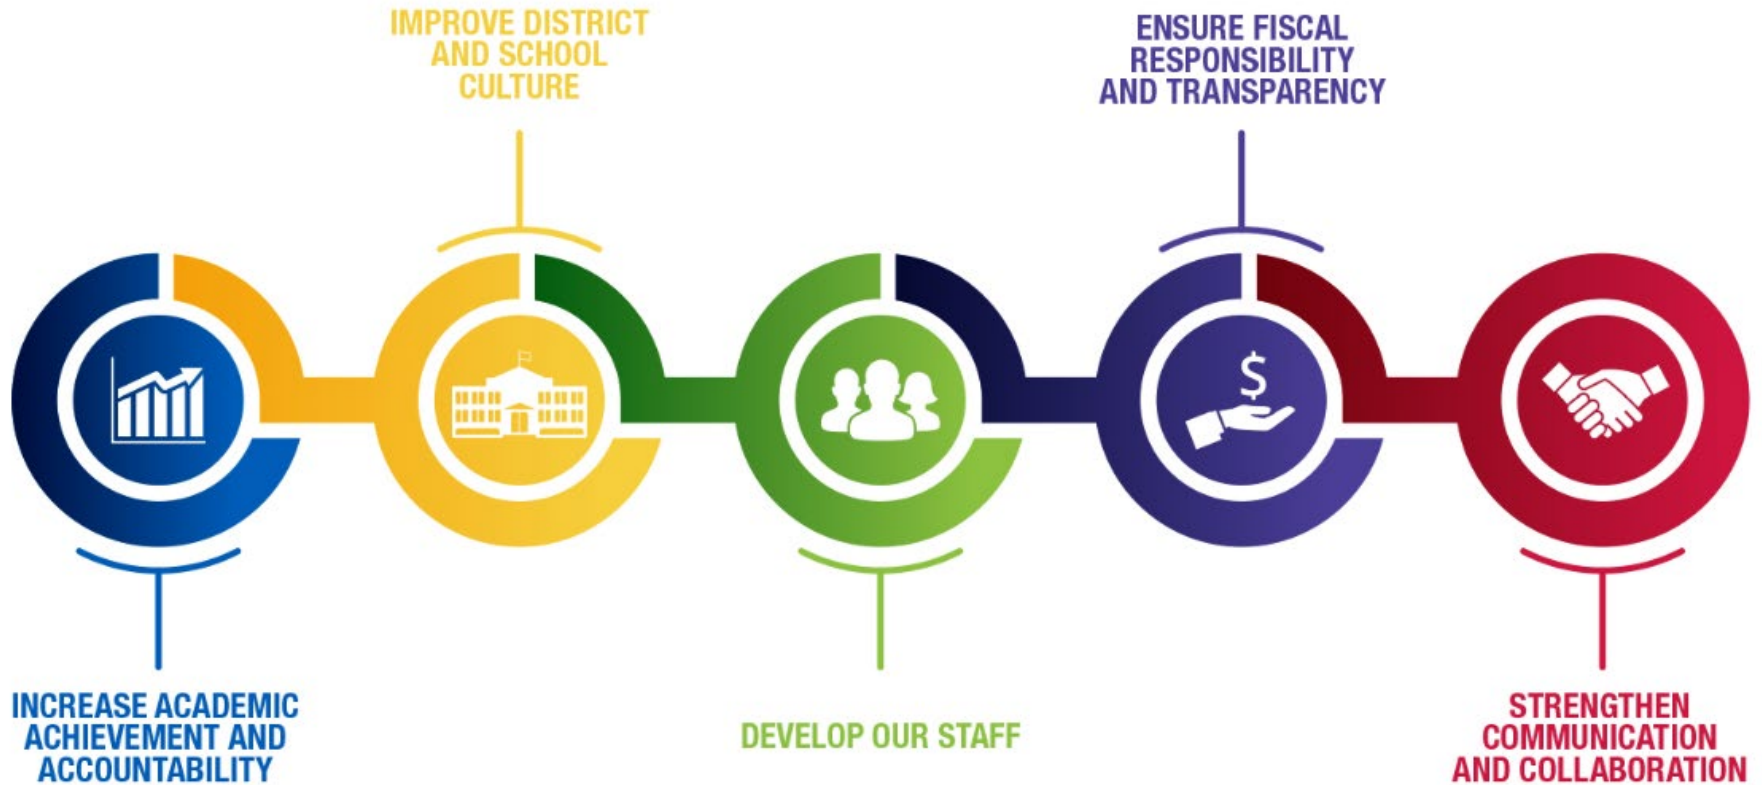 IMPROVE DISTRICT
AND SCHOOL
CULTURE
ENSURE FISCAL
RESPONSIBILITY
AND TRANSPARENCY
$
INCREASE ACADEMIC
ACHIEVEMENT AND
ACCOUNTABILITY
DEVELOP OUR STAFF
STRENGTHEN
COMMUNICATION
AND COLLABORATION